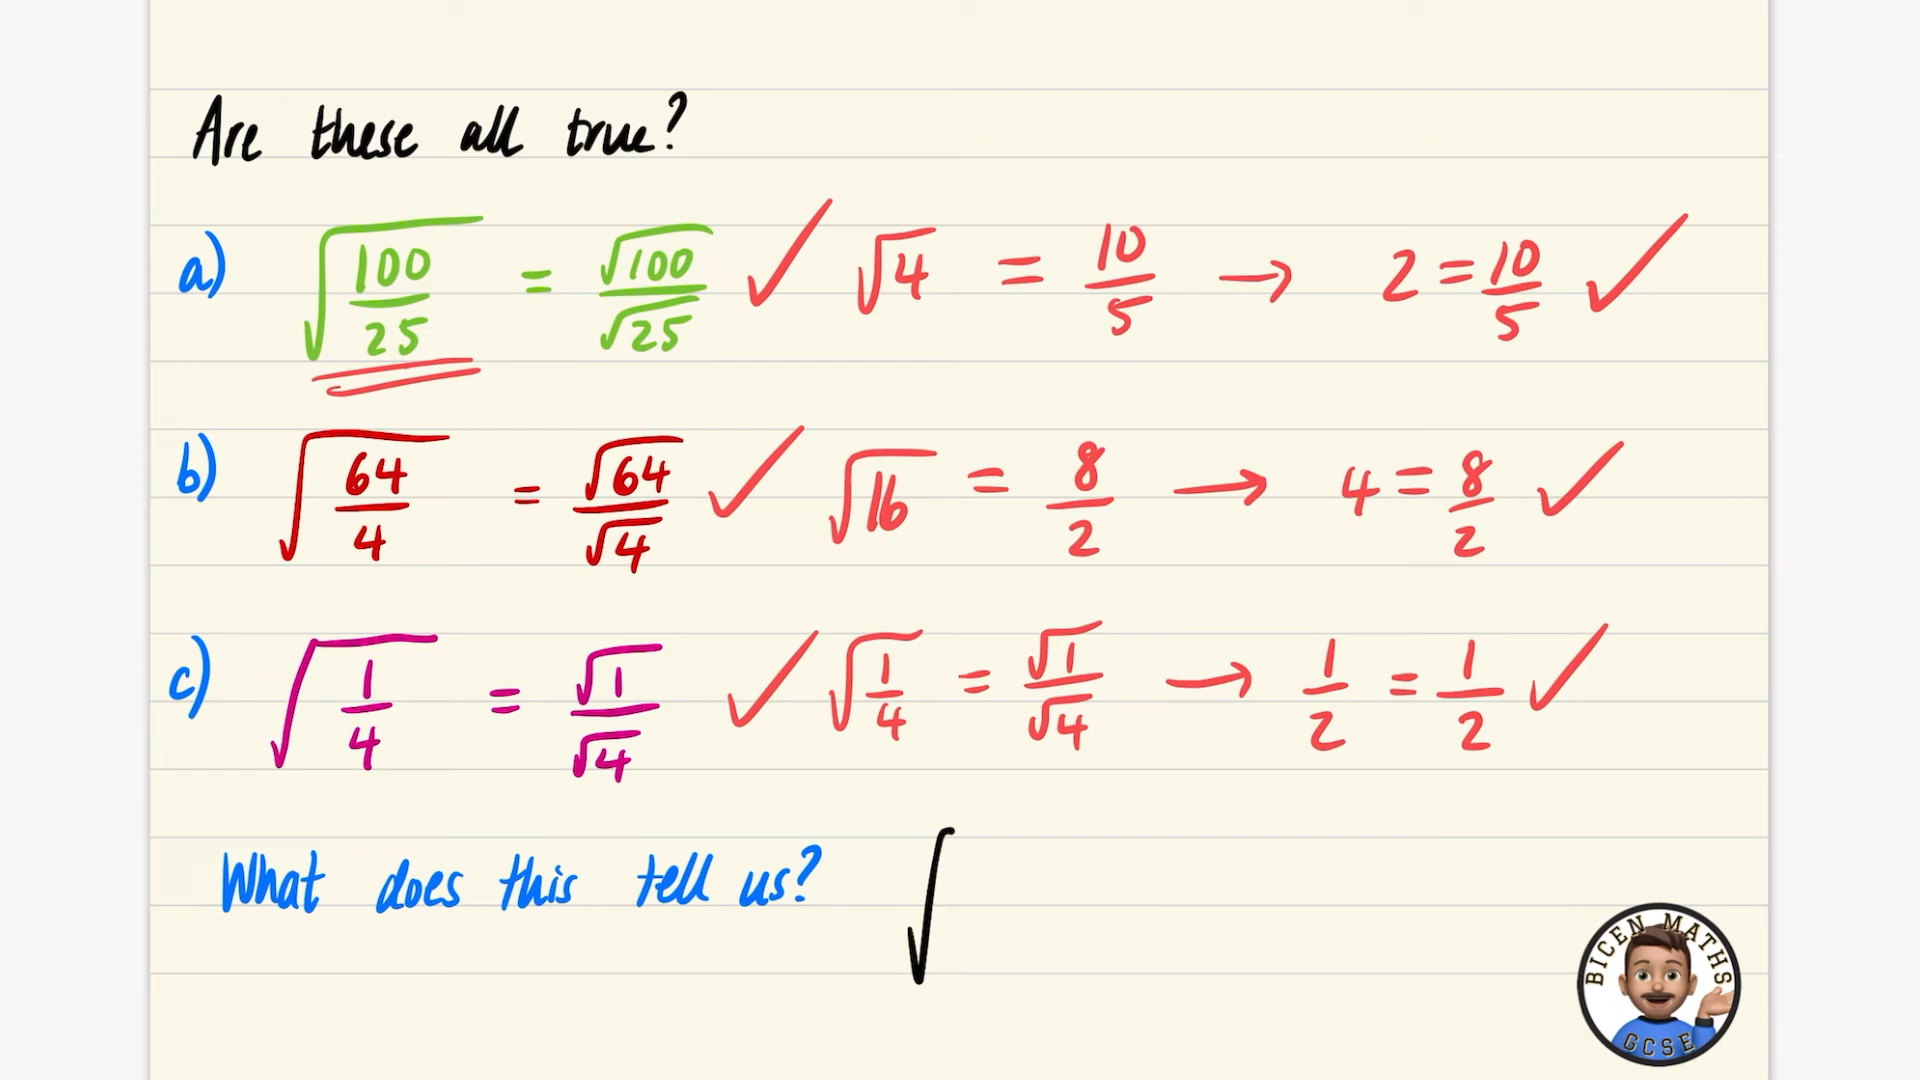 Are these all true?
a) √(100/25) = √100/√25 ✓ √4 = 10/5 → 2 = 10/5 ✓
b) √(64/4) = √64/√4 ✓ √16 = 8/2 → 4 = 8/2 ✓
c) √(1/4) = √1/√4 ✓ √(1/4) = √1/√4 → 1/2 = 1/2 ✓
What does this tell us? √
BICEN MATHS
GCSE